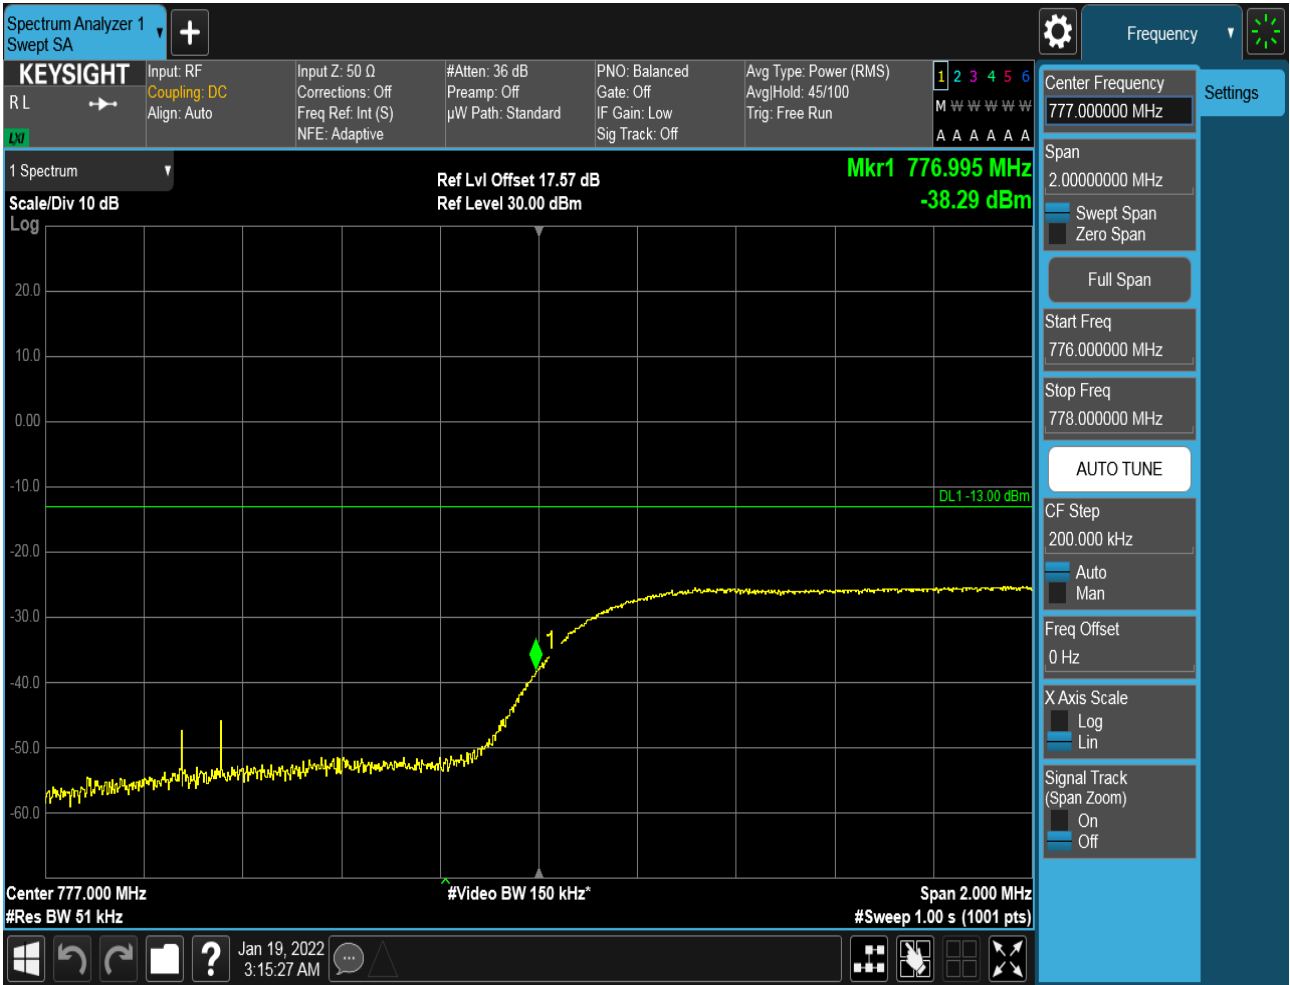 Spectrum Analyzer 1
Swept SA
Frequency
KEYSIGHT
R L
LXI
Input: RF
Coupling: DC
Align: Auto
Input Z: 50 Ω
Corrections: Off
Freq Ref: Int (S)
NFE: Adaptive
#Atten: 36 dB
Preamp: Off
µW Path: Standard
PNO: Balanced
Gate: Off
IF Gain: Low
Sig Track: Off
Avg Type: Power (RMS)
Avg|Hold: 45/100
Trig: Free Run
1 2 3 4 5 6
M W W W W W
A A A A A A
1 Spectrum
Scale/Div 10 dB
Log
Ref Lvl Offset 17.57 dB
Ref Level 30.00 dBm
Mkr1 776.995 MHz
-38.29 dBm
20.0
10.0
0.00
-10.0
-20.0
-30.0
-40.0
-50.0
-60.0
DL1 -13.00 dBm
1
Center 777.000 MHz
#Res BW 51 kHz
#Video BW 150 kHz*
Span 2.000 MHz
#Sweep 1.00 s (1001 pts)
Center Frequency
777.000000 MHz
Settings
Span
2.00000000 MHz
Swept Span
Zero Span
Full Span
Start Freq
776.000000 MHz
Stop Freq
778.000000 MHz
AUTO TUNE
CF Step
200.000 kHz
Auto
Man
Freq Offset
0 Hz
X Axis Scale
Log
Lin
Signal Track
(Span Zoom)
On
Off
?
Jan 19, 2022
3:15:27 AM